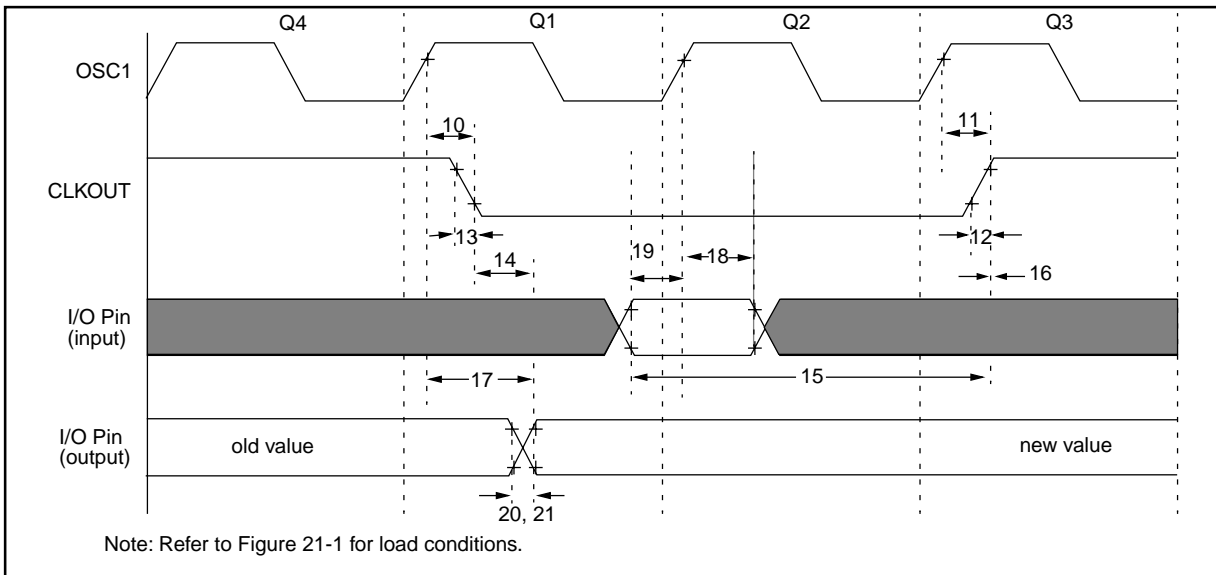 Q4 Q1 Q2 Q3
OSC1
10 11
CLKOUT
13 12
14 19 18 16
I/O Pin
(input)
17 15
I/O Pin
(output)
old value new value
20, 21
Note: Refer to Figure 21-1 for load conditions.